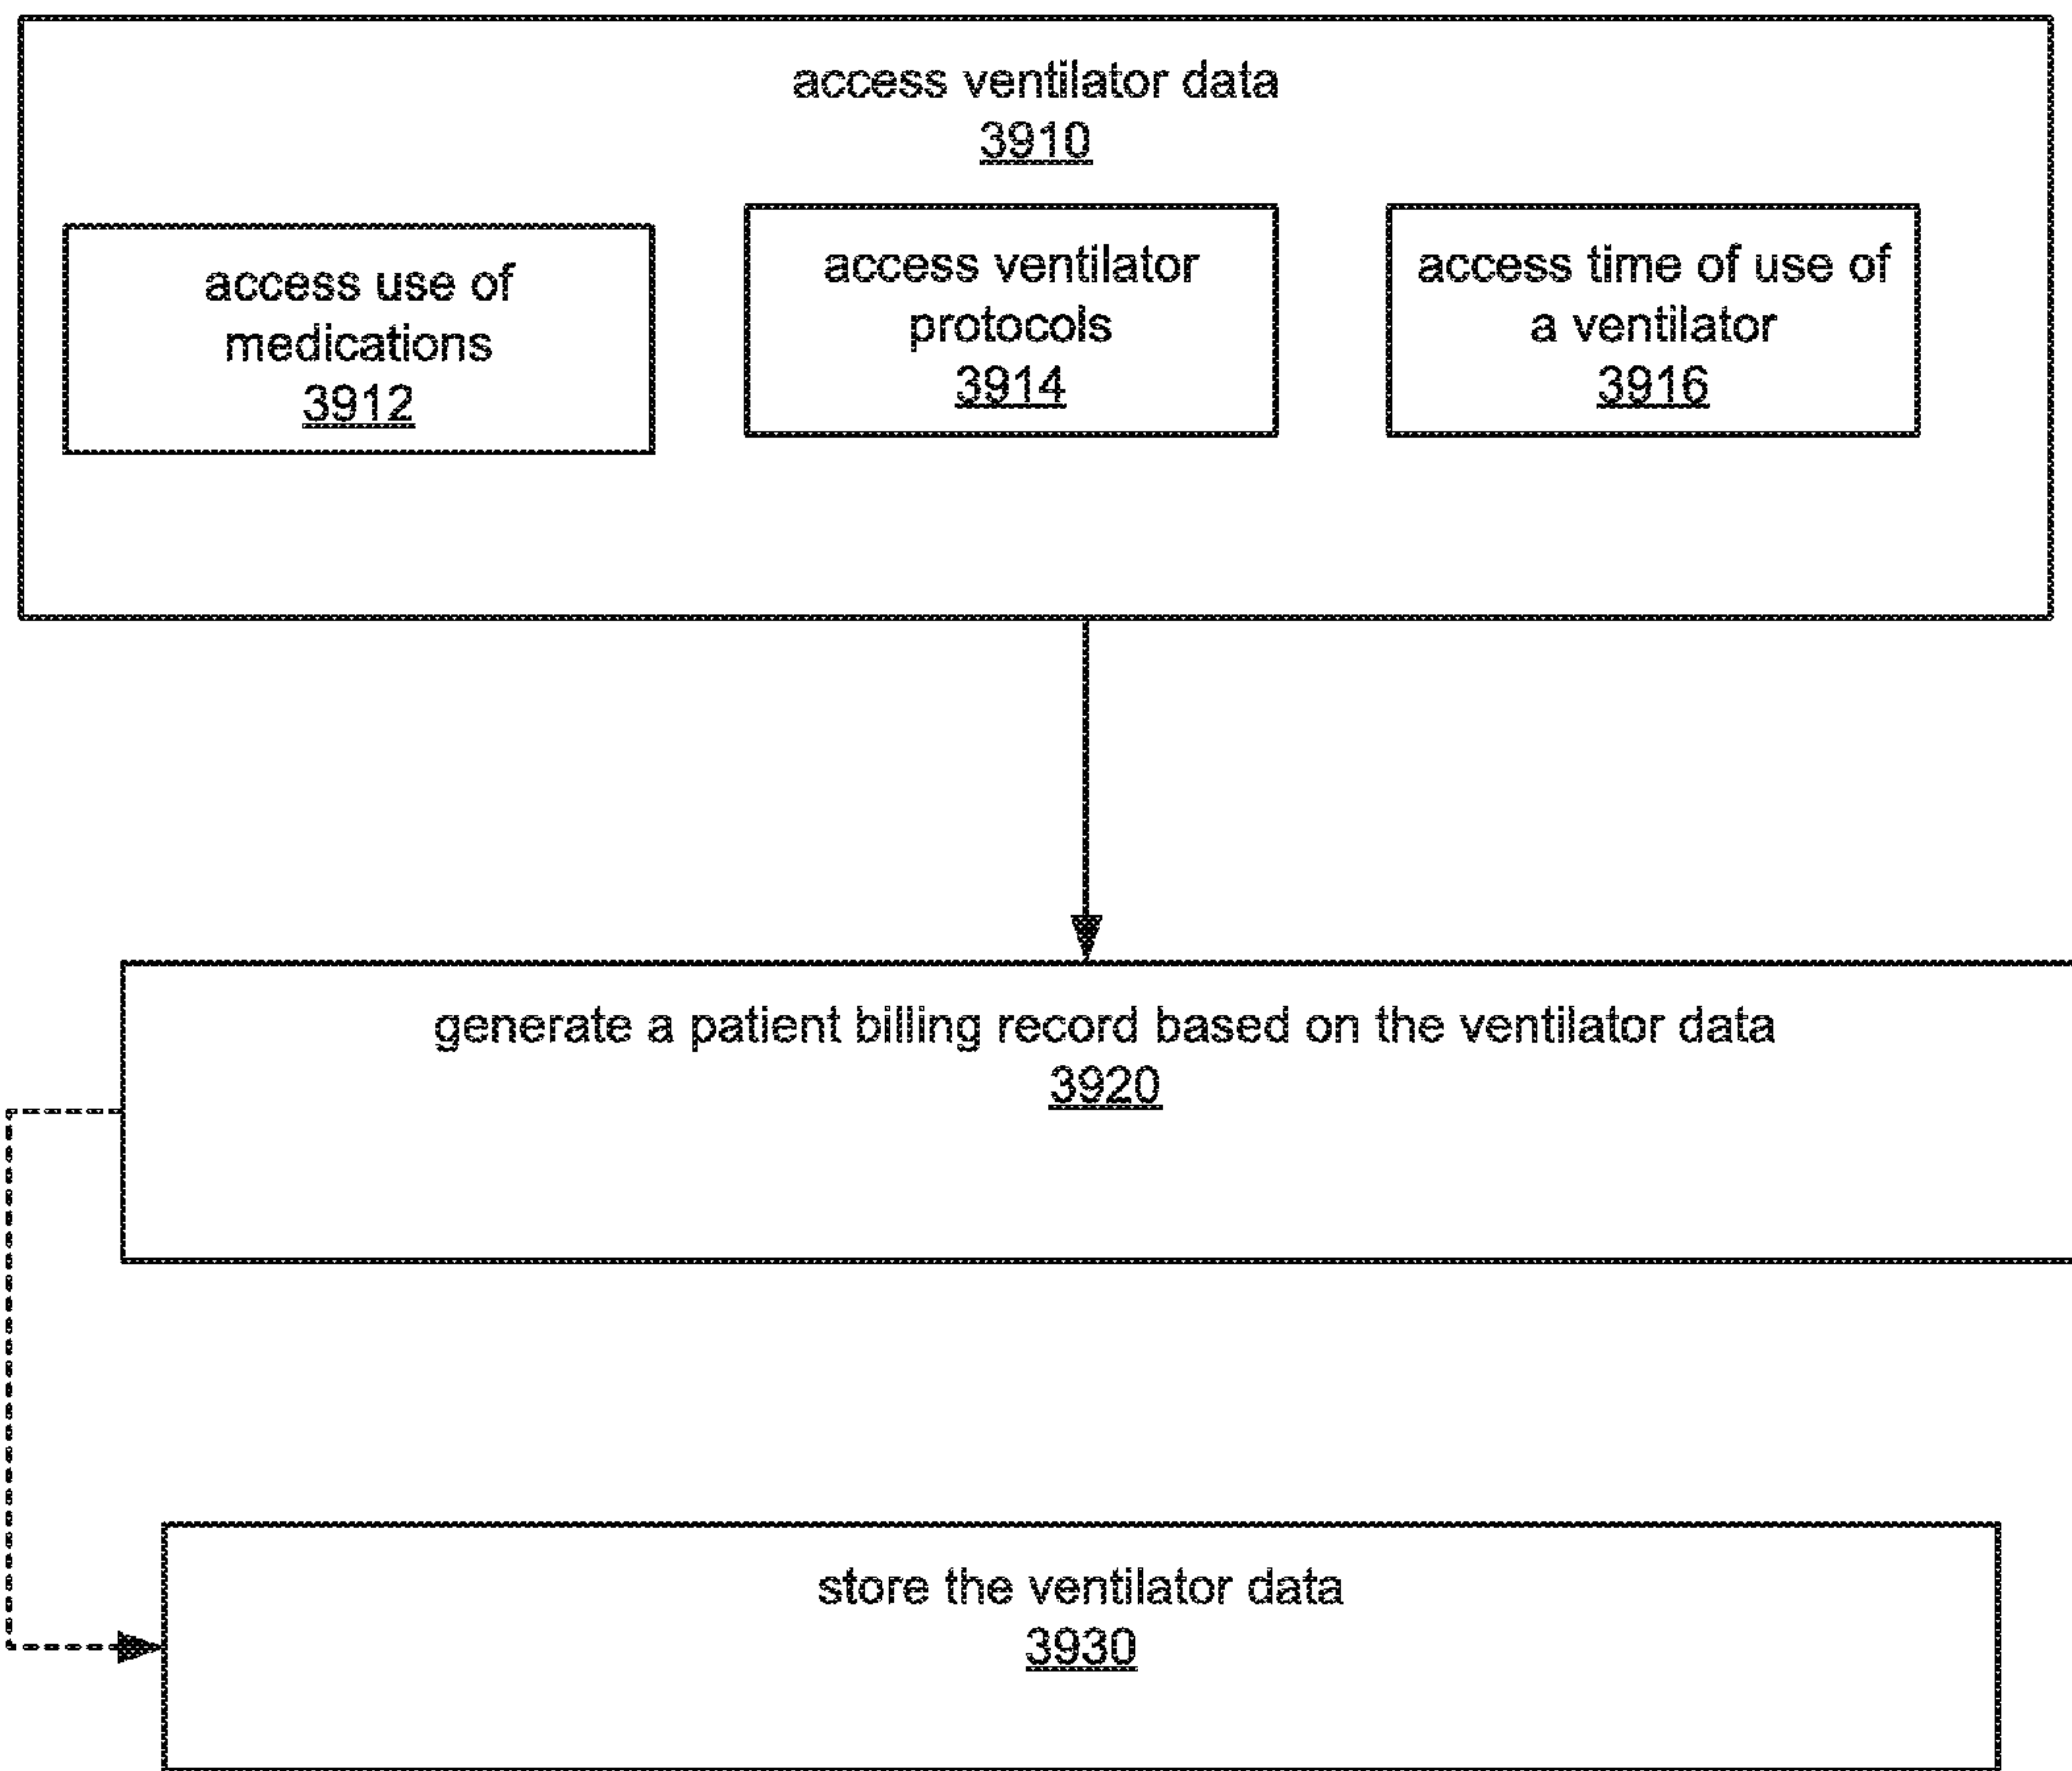 access ventilator data
3910
access use of
medications
3912
access ventilator
protocols
3914
access time of use of
a ventilator
3916
generate a patient billing record based on the ventilator data
3920
store the ventilator data
3930